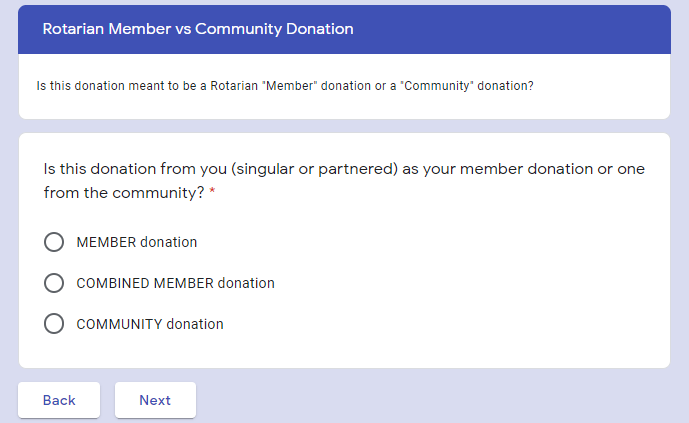 Rotarian Member vs Community Donation
Is this donation meant to be a Rotarian "Member" donation or a "Community" donation?
Is this donation from you (singular or partnered) as your member donation or one
from the community? *
MEMBER donation
COMBINED MEMBER donation
COMMUNITY donation
Back Next